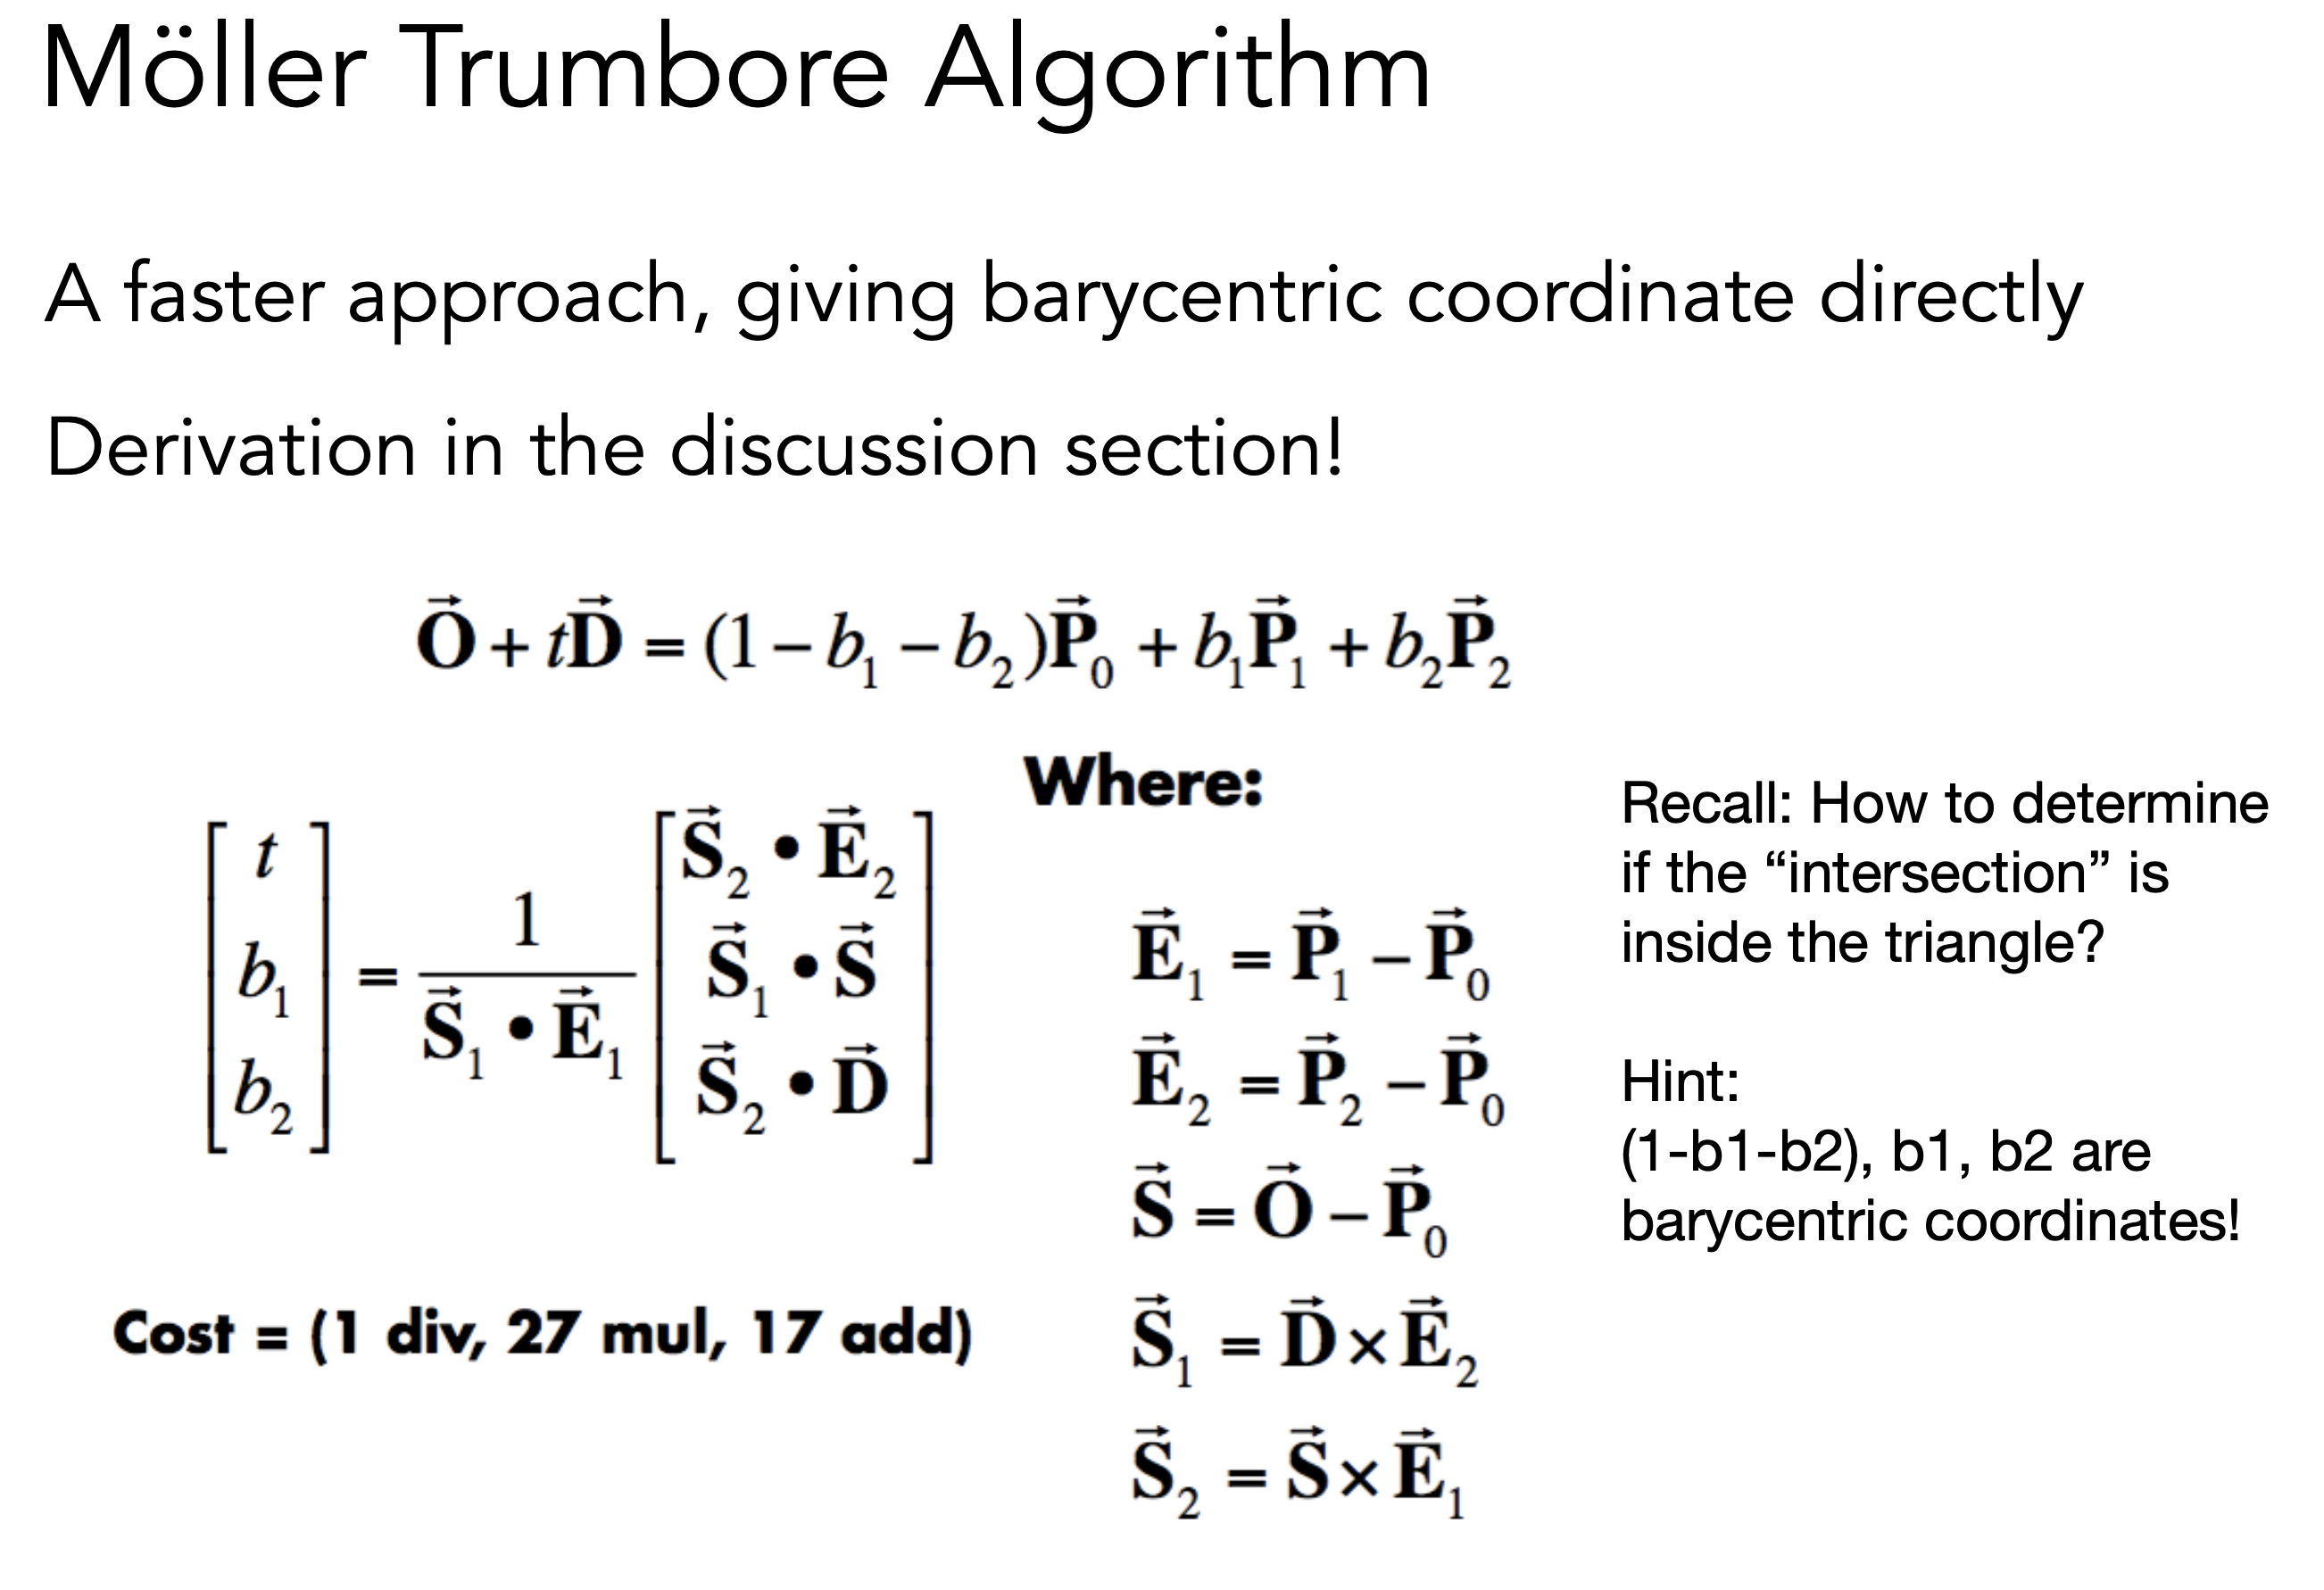 Möller Trumbore Algorithm
A faster approach, giving barycentric coordinate directly
Derivation in the discussion section!
$\vec{\mathbf{O}} + t\vec{\mathbf{D}} = (1 - b_1 - b_2)\vec{\mathbf{P}}_0 + b_1\vec{\mathbf{P}}_1 + b_2\vec{\mathbf{P}}_2$
$\begin{bmatrix} t \\ b_1 \\ b_2 \end{bmatrix} = \frac{1}{\vec{\mathbf{S}}_1 \bullet \vec{\mathbf{E}}_1} \begin{bmatrix} \vec{\mathbf{S}}_2 \bullet \vec{\mathbf{E}}_2 \\ \vec{\mathbf{S}}_1 \bullet \vec{\mathbf{S}} \\ \vec{\mathbf{S}}_2 \bullet \vec{\mathbf{D}} \end{bmatrix}$
Cost = (1 div, 27 mul, 17 add)
Where:
$\vec{\mathbf{E}}_1 = \vec{\mathbf{P}}_1 - \vec{\mathbf{P}}_0$
$\vec{\mathbf{E}}_2 = \vec{\mathbf{P}}_2 - \vec{\mathbf{P}}_0$
$\vec{\mathbf{S}} = \vec{\mathbf{O}} - \vec{\mathbf{P}}_0$
$\vec{\mathbf{S}}_1 = \vec{\mathbf{D}} \times \vec{\mathbf{E}}_2$
$\vec{\mathbf{S}}_2 = \vec{\mathbf{S}} \times \vec{\mathbf{E}}_1$
Recall: How to determine
if the “intersection” is
inside the triangle?
Hint:
(1-b1-b2), b1, b2 are
barycentric coordinates!